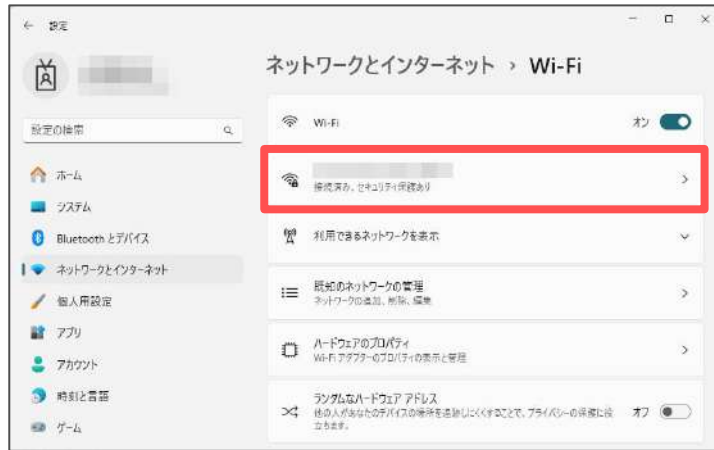 ← 設定
ネットワークとインターネット › Wi-Fi
設定の検索
ホーム
システム
Bluetooth とデバイス
ネットワークとインターネット
個人用設定
アプリ
アカウント
時刻と言語
ゲーム
Wi-Fi
オン
接続済み、セキュリティ保護あり
利用できるネットワークを表示
既知のネットワークの管理
ネットワークの追加、削除、編集
ハードウェアのプロパティ
Wi-Fi アダプターのプロパティの表示と管理
ランダムなハードウェア アドレス
他の人があなたのデバイスの場所を追跡しにくくすることで、プライバシーの保護に役
立ちます。
オフ